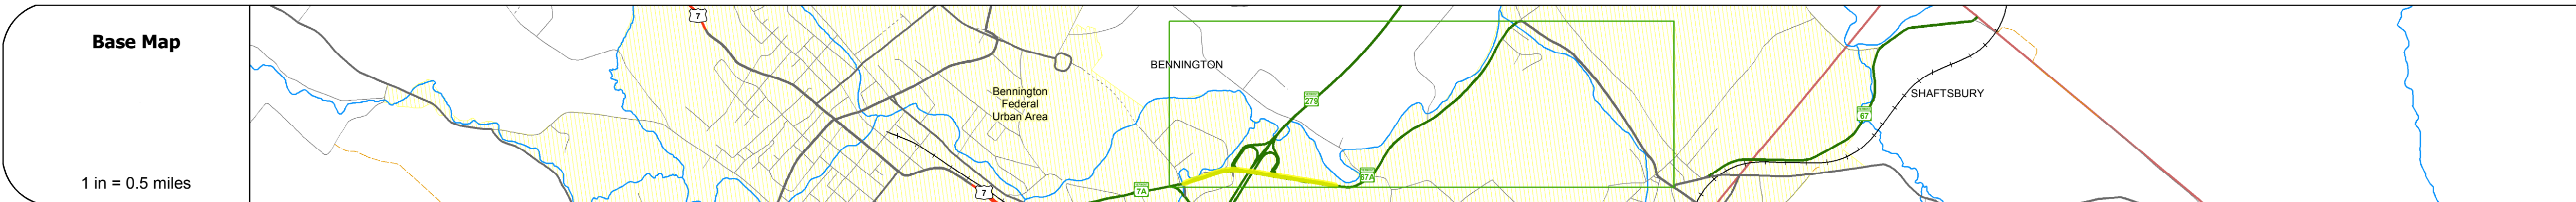 Base Map
1 in = 0.5 miles
7
BENNINGTON
Bennington
Federal
Urban Area
279
SHAFTSBURY
67
67A
7A
7